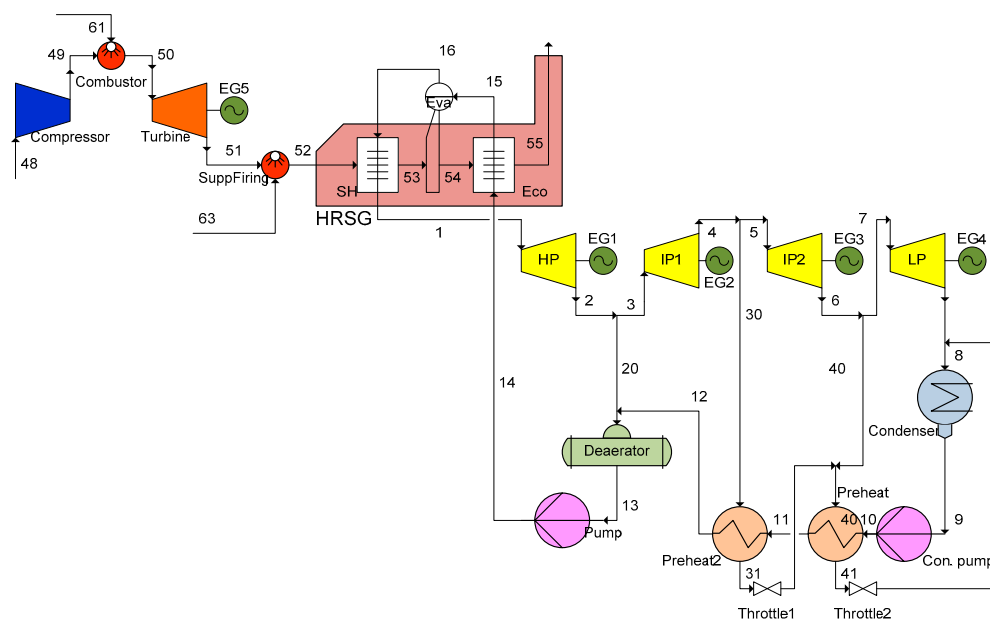 61
49
50
Combustor
EG5
Compressor
Turbine
48
51
52
SuppFiring
63
16
15
Eva
55
53
54
SH
Eco
HRSG
1
HP
EG1
4
5
7
IP1
EG2
IP2
EG3
LP
EG4
2
3
6
30
8
20
40
14
12
Condenser
Deaerator
Preheat
13
11
40
10
9
Pump
Preheat2
Con. pump
31
41
Throttle1
Throttle2